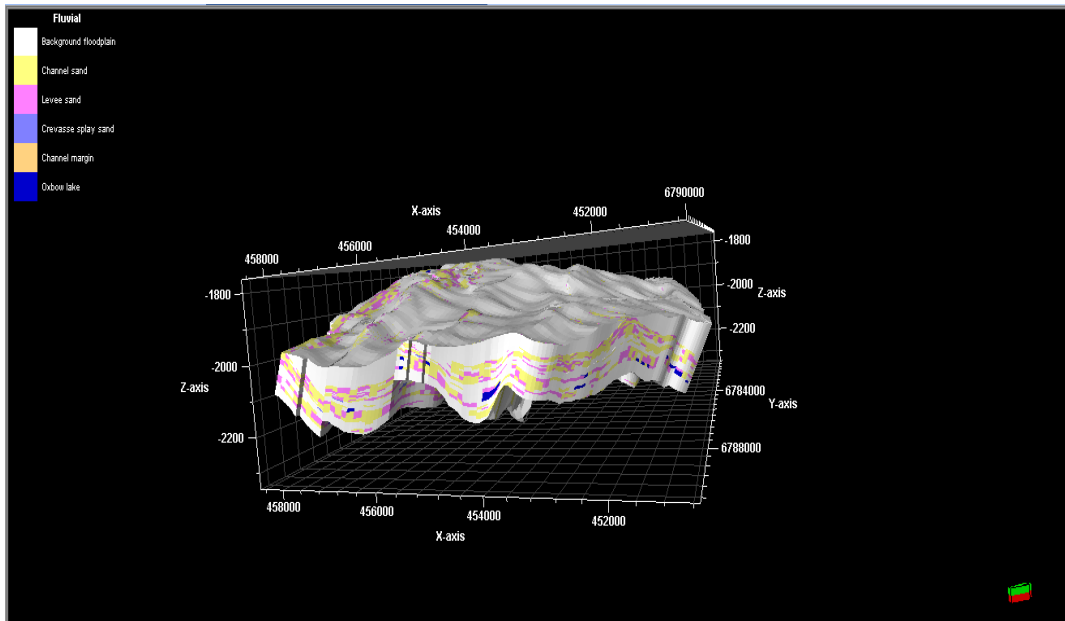 Fluvial
Background floodplain
Channel sand
Levee sand
Crevasse splay sand
Channel margin
Oxbow lake
6790000
X-axis
452000
454000
456000
458000
-1800
-1800
-2000
Z-axis
-2200
-2000
Z-axis
6784000
Y-axis
-2200
6788000
458000
456000
454000
452000
X-axis